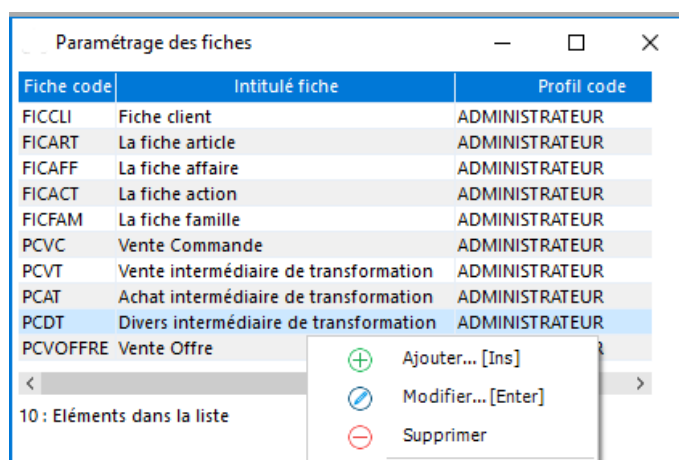 Paramétrage des fiches
Fiche code Intitulé fiche Profil code
FICCLI Fiche client ADMINISTRATEUR
FICART La fiche article ADMINISTRATEUR
FICAFF La fiche affaire ADMINISTRATEUR
FICACT La fiche action ADMINISTRATEUR
FICFAM La fiche famille ADMINISTRATEUR
PCVC Vente Commande ADMINISTRATEUR
PCVT Vente intermédiaire de transformation ADMINISTRATEUR
PCAT Achat intermédiaire de transformation ADMINISTRATEUR
PCDT Divers intermédiaire de transformation ADMINISTRATEUR
PCVOFFRE Vente Offre
Ajouter... [Ins]
Modifier... [Enter]
10 : Eléments dans la liste
Supprimer